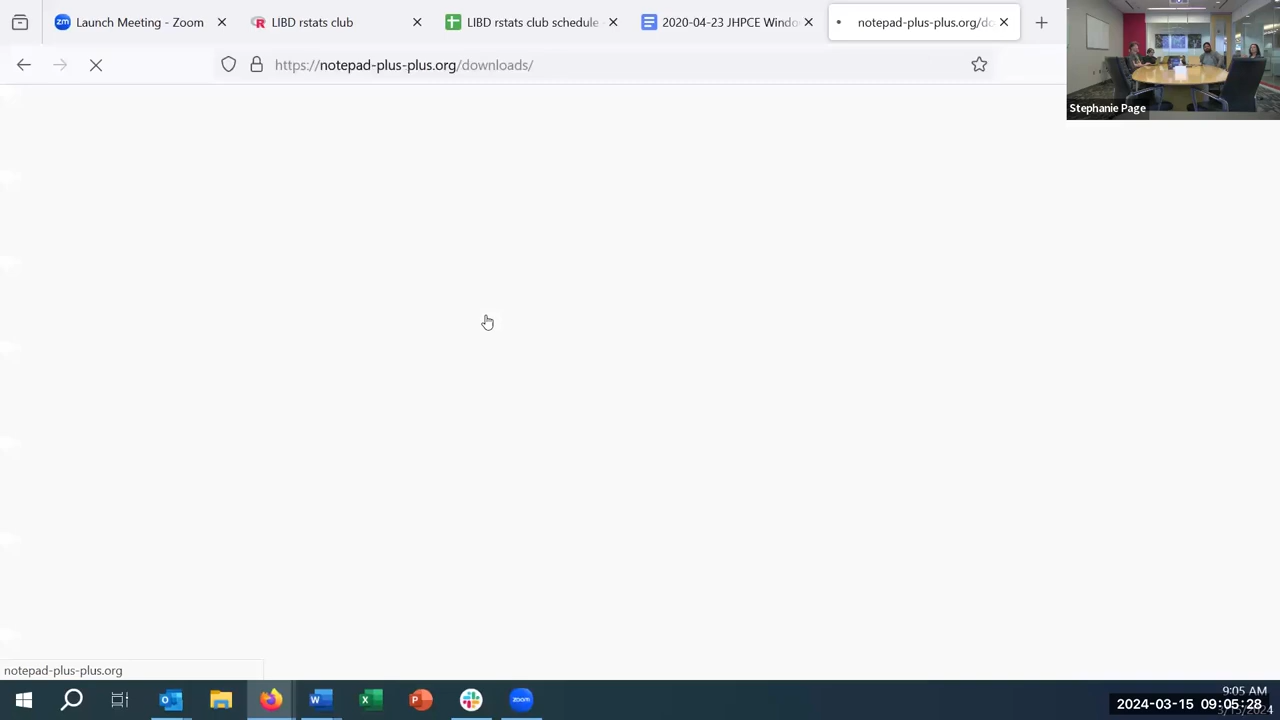 Launch Meeting - Zoom
LIBD rstats club
LIBD rstats club schedule
2020-04-23 JHPCE Windo
notepad-plus-plus.org/do
https://notepad-plus-plus.org/downloads/
Stephanie Page
notepad-plus-plus.org
9:05 AM
2024-03-15 09:05:28